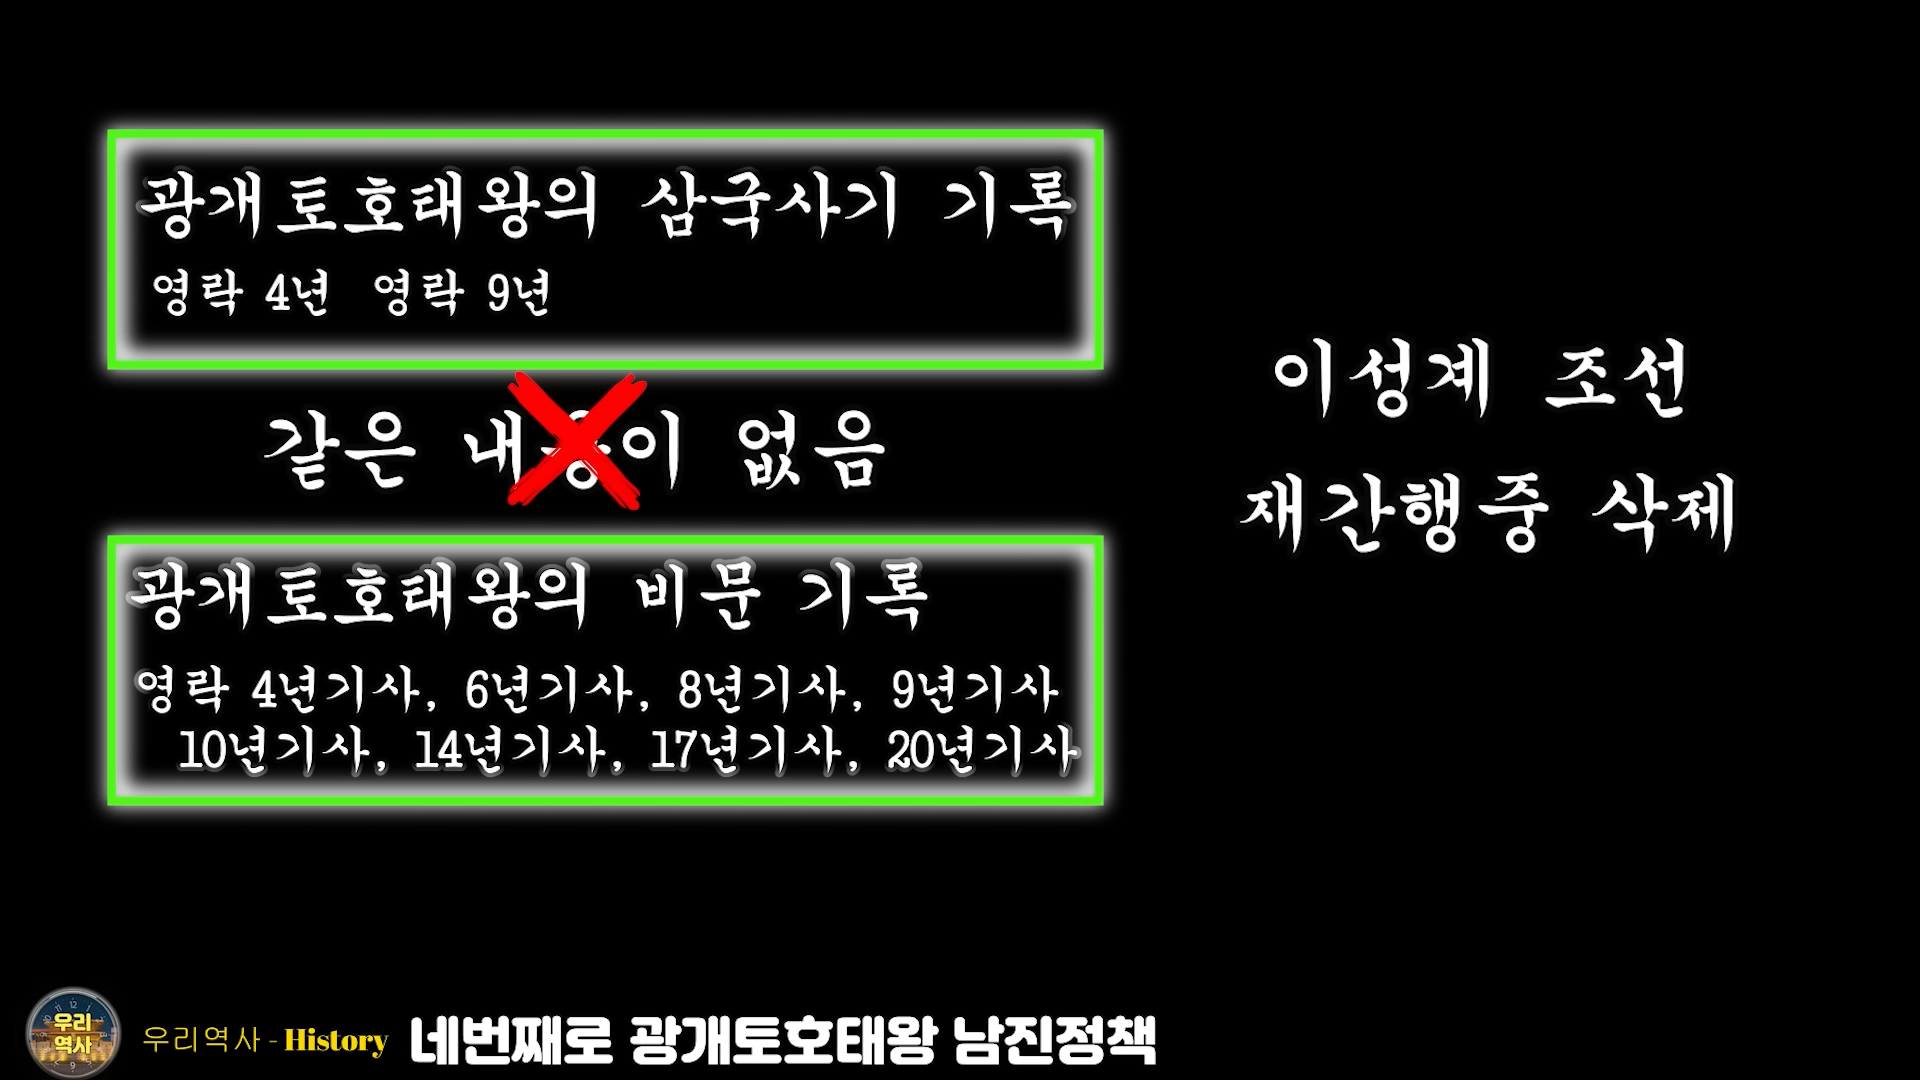 광개토호태왕의 삼국사기 기록
영락 4년 영락 9년
같은 내용이 없음
광개토호태왕의 비문 기록
영락 4년기사, 6년기사, 8년기사, 9년기사
10년기사, 14년기사, 17년기사, 20년기사
이성계 조선
재간행중 삭제
우리
역사
우리역사 - History 네번째로 광개토호태왕 남진정책